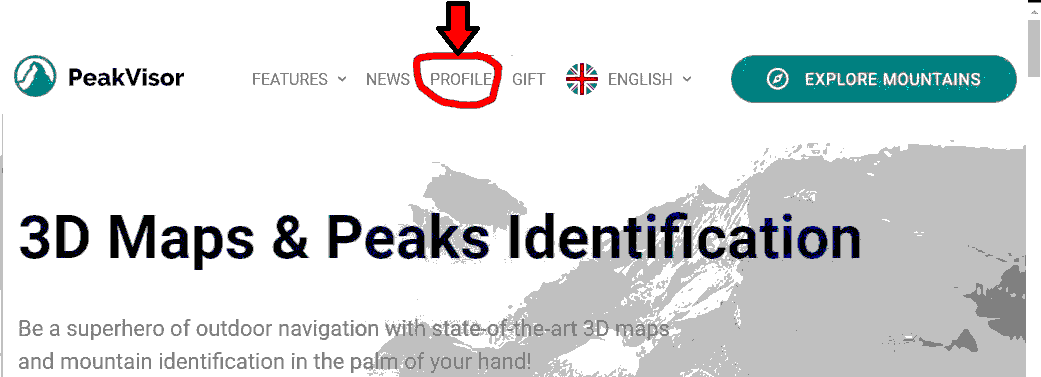 PeakVisor FEATURES NEWS PROFILE GIFT ENGLISH EXPLORE MOUNTAINS
3D Maps & Peaks Identification
Be a superhero of outdoor navigation with state-of-the-art 3D maps
and mountain identification in the palm of your hand!